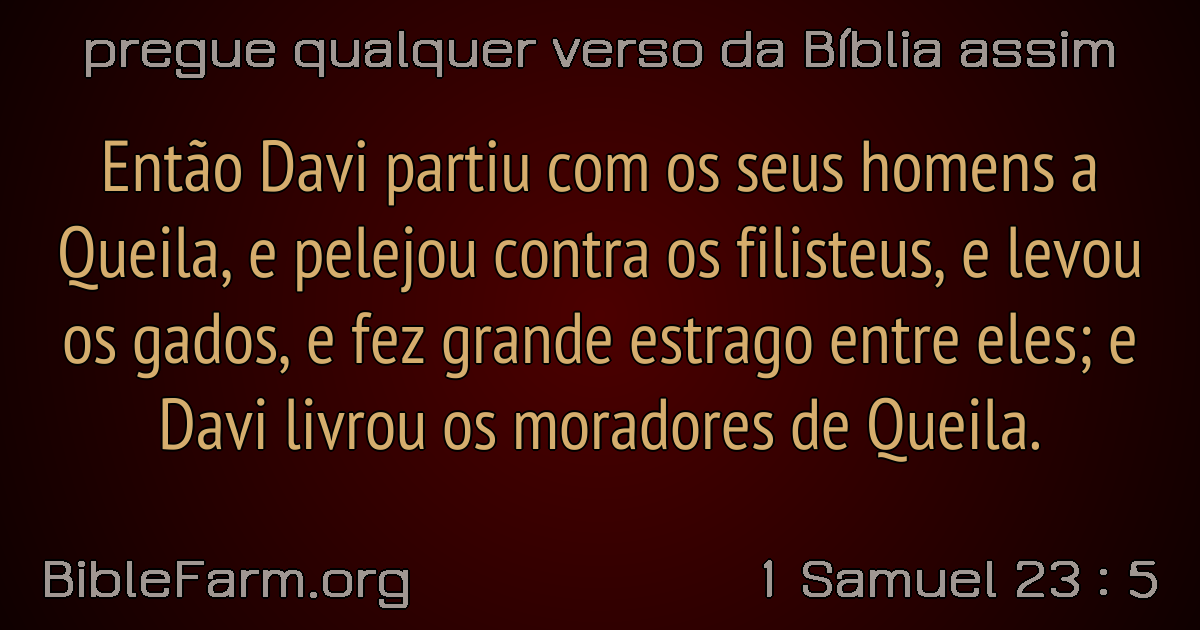 pregue qualquer verso da Bíblia assim
Então Davi partiu com os seus homens a
Queila, e pelejou contra os filisteus, e levou
os gados, e fez grande estrago entre eles; e
Davi livrou os moradores de Queila.
BibleFarm.org
1 Samuel 23 : 5